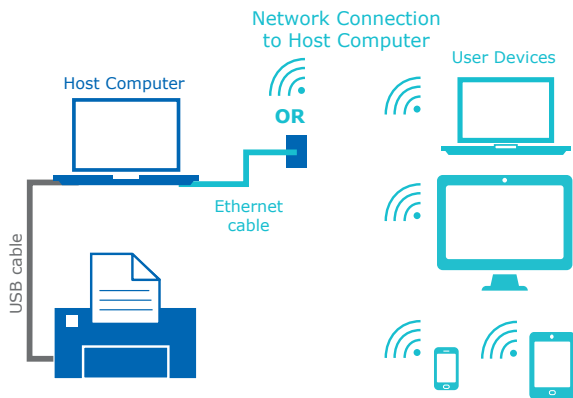 Network Connection
to Host Computer
Host Computer
User Devices
OR
Ethernet
cable
USB cable